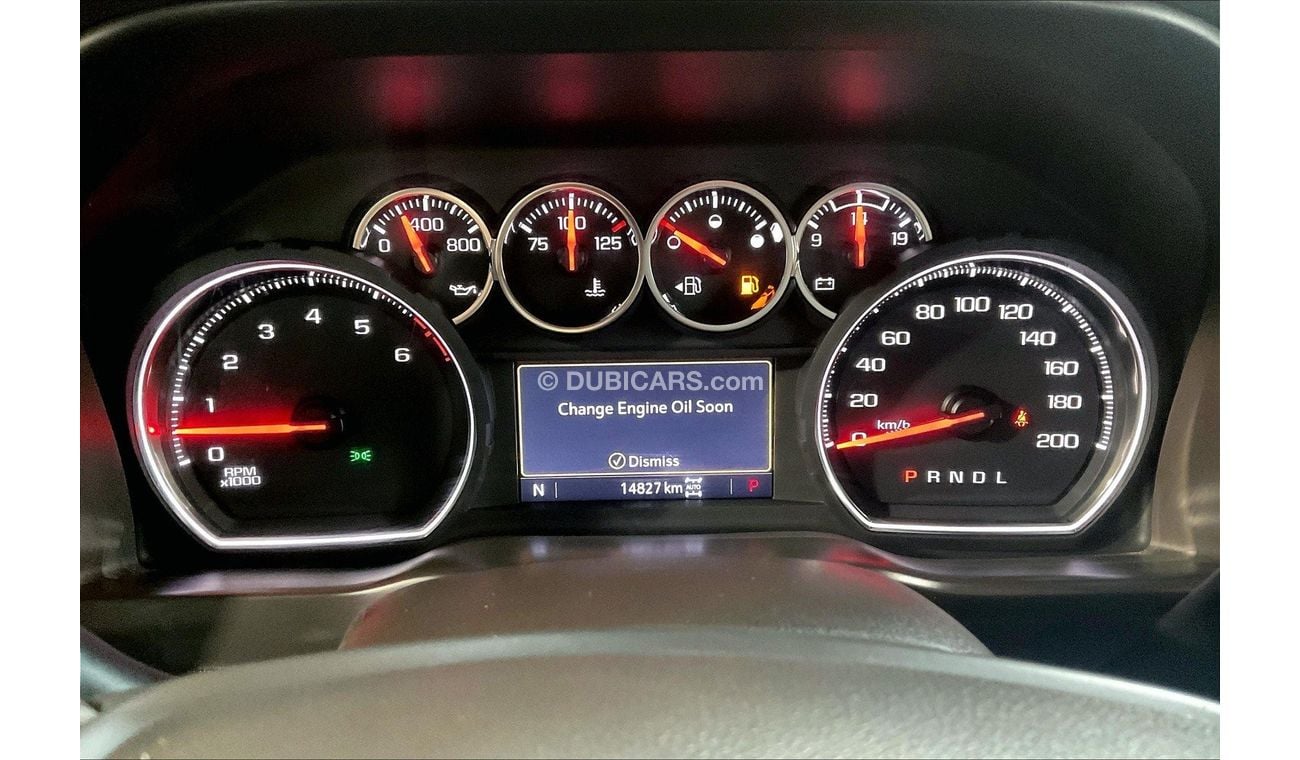 0 400 800
75 100 125
9 14 19
0 1 2 3 4 5 6
RPM
x1000
© DUBICARS.com
Change Engine Oil Soon
Dismiss
N 14827 km AUTO P
0 20 40 60 80 100 120 140 160 180 200
km/h
P R N D L